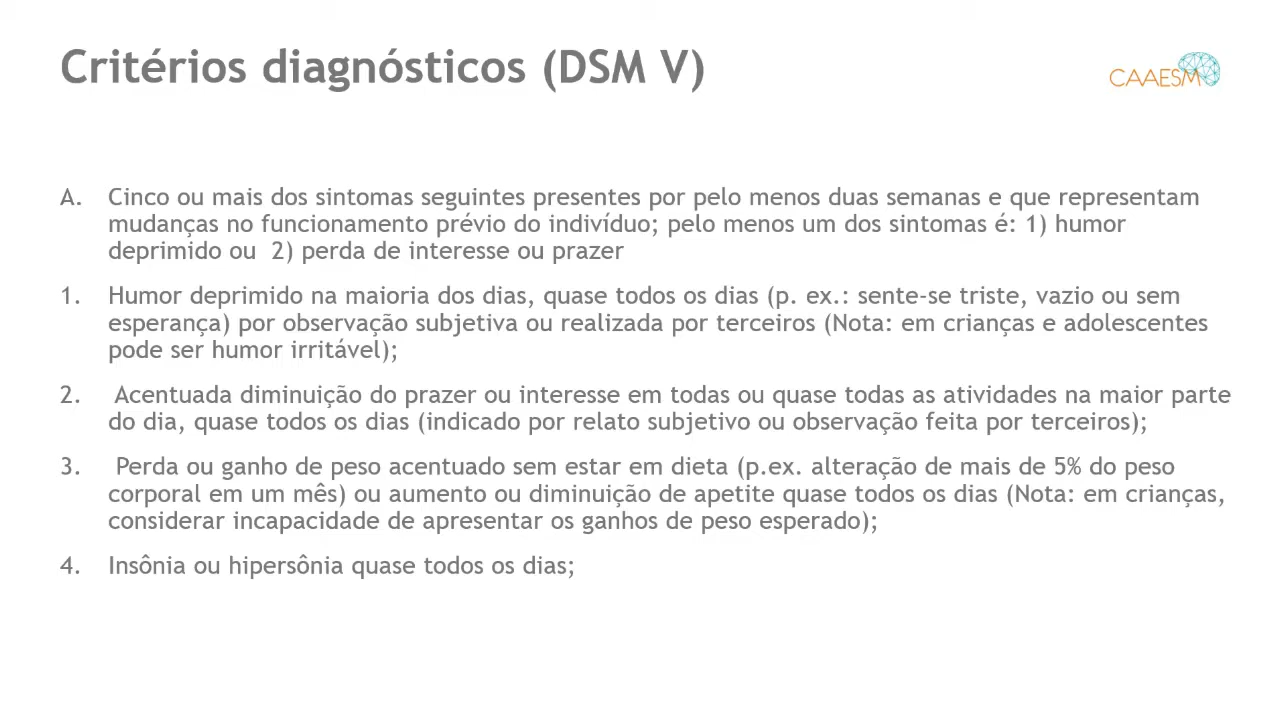 Critérios diagnósticos (DSM V)
CAAESM
A. Cinco ou mais dos sintomas seguintes presentes por pelo menos duas semanas e que representam
mudanças no funcionamento prévio do indivíduo; pelo menos um dos sintomas é: 1) humor
deprimido ou 2) perda de interesse ou prazer
1. Humor deprimido na maioria dos dias, quase todos os dias (p. ex.: sente-se triste, vazio ou sem
esperança) por observação subjetiva ou realizada por terceiros (Nota: em crianças e adolescentes
pode ser humor irritável);
2. Acentuada diminuição do prazer ou interesse em todas ou quase todas as atividades na maior parte
do dia, quase todos os dias (indicado por relato subjetivo ou observação feita por terceiros);
3. Perda ou ganho de peso acentuado sem estar em dieta (p.ex. alteração de mais de 5% do peso
corporal em um mês) ou aumento ou diminuição de apetite quase todos os dias (Nota: em crianças,
considerar incapacidade de apresentar os ganhos de peso esperado);
4. Insônia ou hipersônia quase todos os dias;